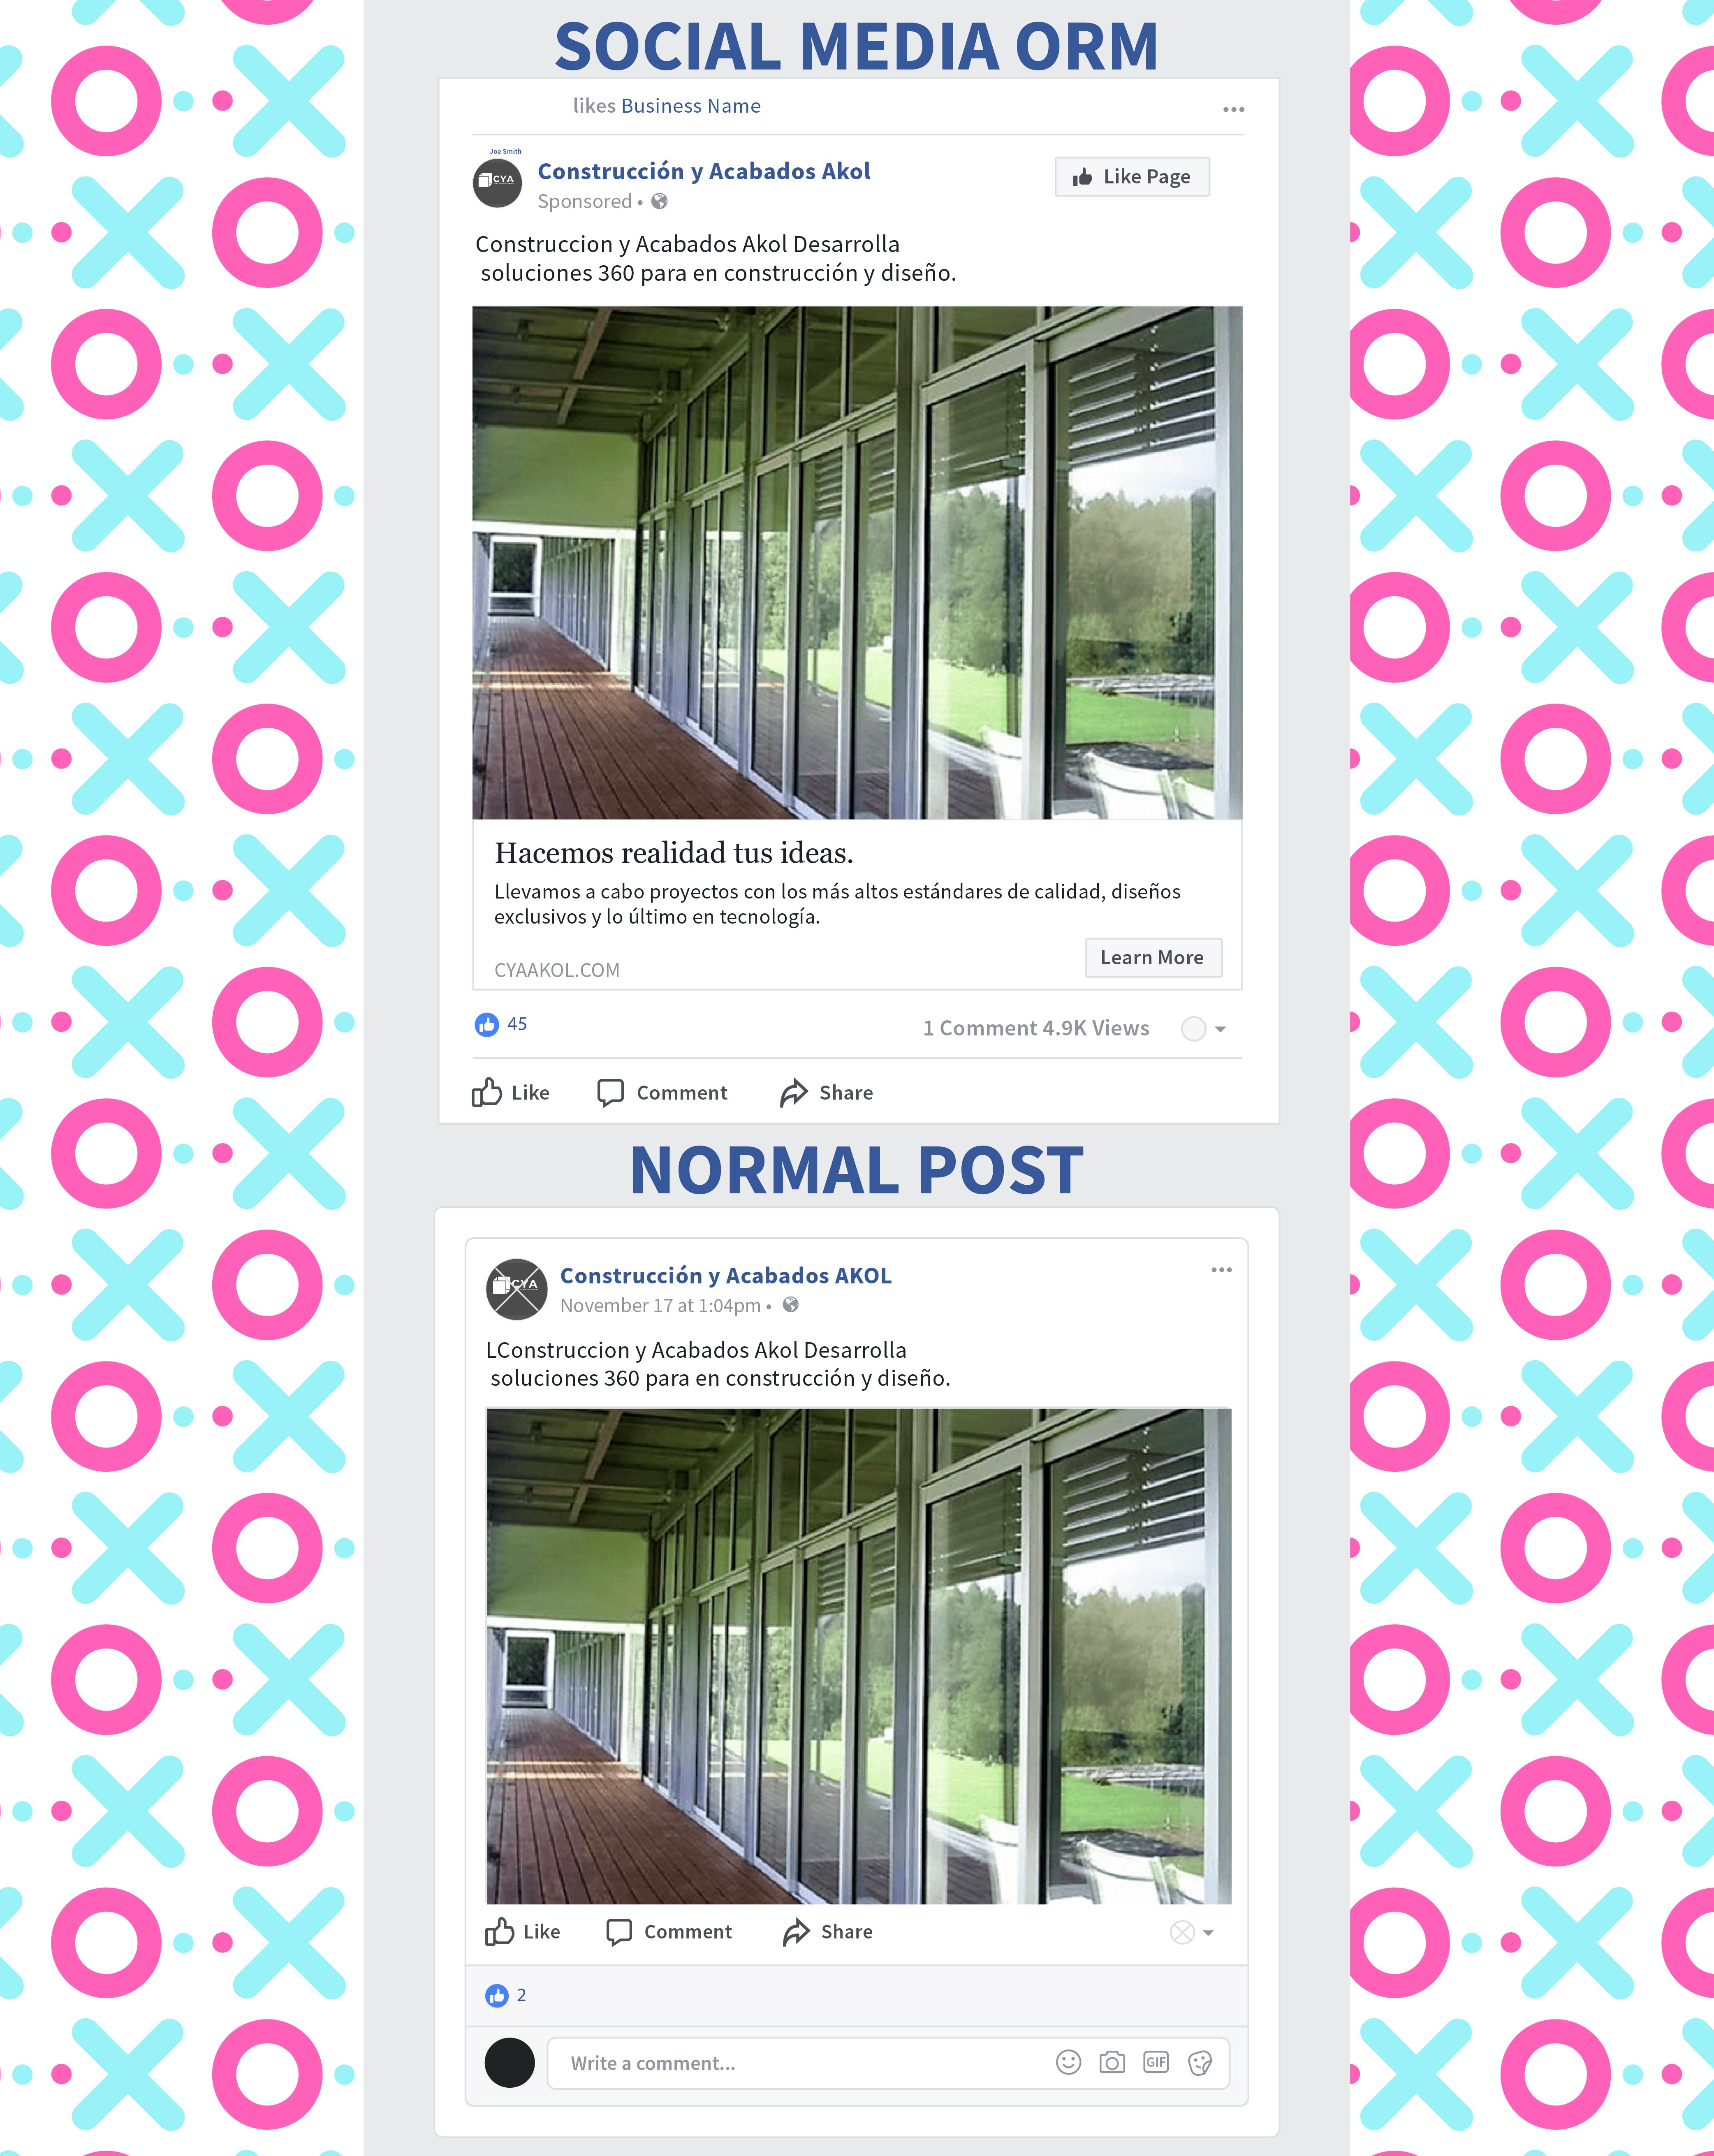 SOCIAL MEDIA ORM
likes Business Name
Joe Smith
CYA
Construcción y Acabados Akol
Like Page
Sponsored •
Construccion y Acabados Akol Desarrolla
soluciones 360 para en construcción y diseño.
Hacemos realidad tus ideas.
Llevamos a cabo proyectos con los más altos estándares de calidad, diseños
exclusivos y lo último en tecnología.
Learn More
CYAAKOL.COM
45
1 Comment 4.9K Views
Like Comment Share
NORMAL POST
CYA
Construcción y Acabados AKOL
November 17 at 1:04pm •
LConstruccion y Acabados Akol Desarrolla
soluciones 360 para en construcción y diseño.
Like Comment Share
2
Write a comment...
GIF